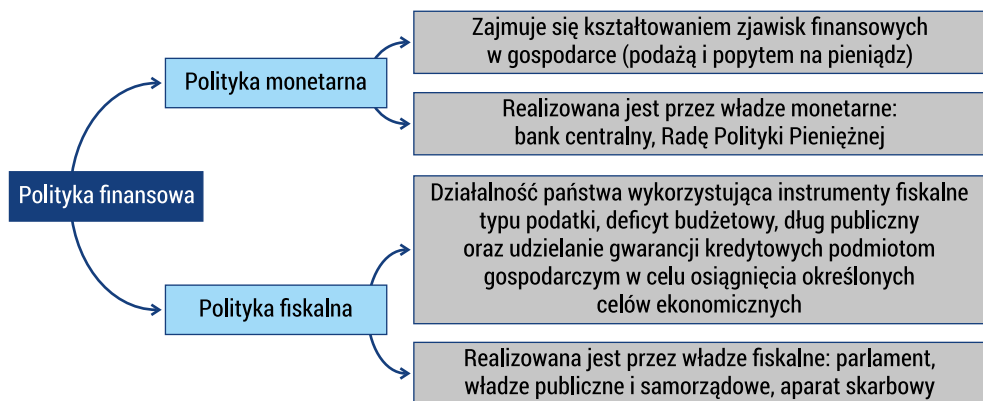 Zajmuje się kształtowaniem zjawisk finansowych
w gospodarce (podażą i popytem na pieniądz)
Polityka monetarna
Realizowana jest przez władze monetarne:
bank centralny, Radę Polityki Pieniężnej
Polityka finansowa
Działalność państwa wykorzystująca instrumenty fiskalne
typu podatki, deficyt budżetowy, dług publiczny
oraz udzielanie gwarancji kredytowych podmiotom
gospodarczym w celu osiągnięcia określonych
celów ekonomicznych
Polityka fiskalna
Realizowana jest przez władze fiskalne: parlament,
władze publiczne i samorządowe, aparat skarbowy